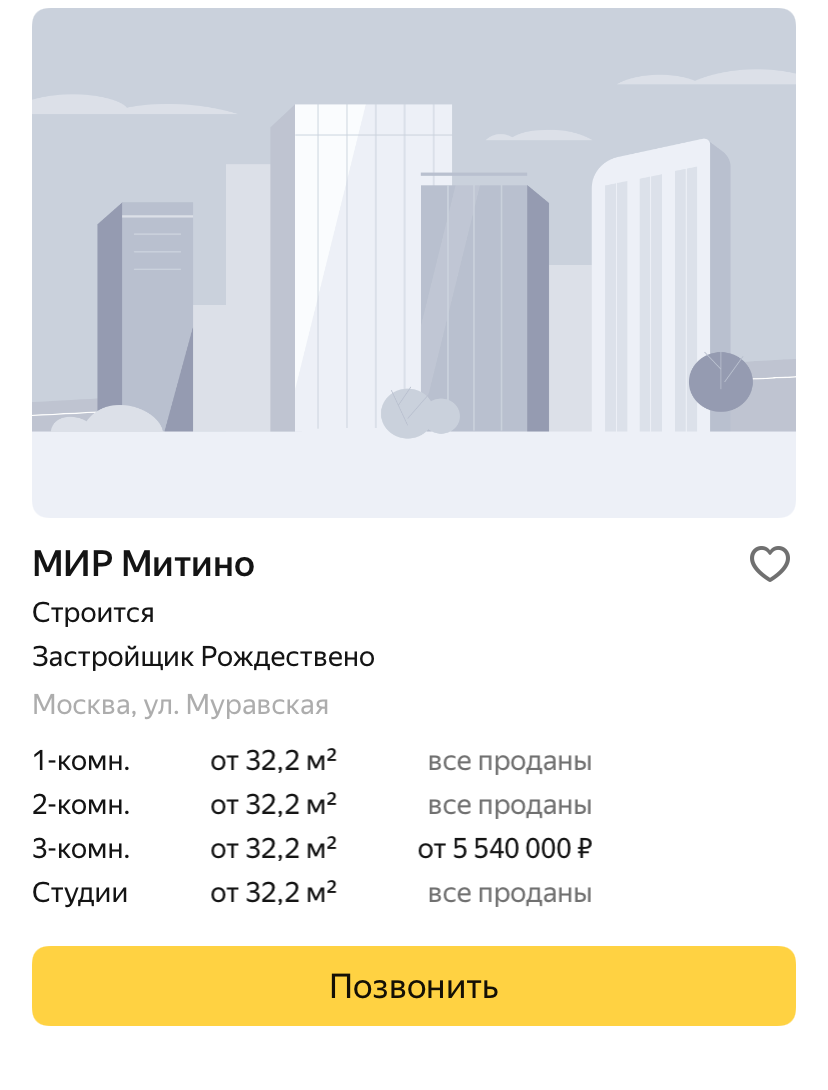 МИР Митино
Строится
Застройщик Рождествено
Москва, ул. Муравская
1-комн. от 32,2 м² все проданы
2-комн. от 32,2 м² все проданы
3-комн. от 32,2 м² от 5 540 000 ₽
Студии от 32,2 м² все проданы
Позвонить